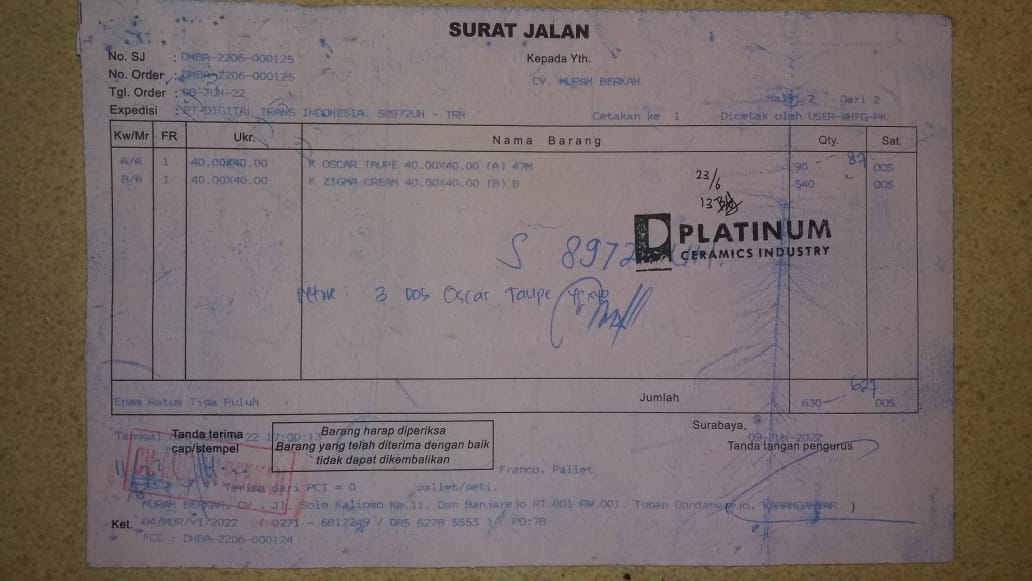 SURAT JALAN
No. SJ : DHBA-2206-000125
Kepada Yth.
No. Order : DHBA-2206-000125
CV. MURAH BERKAH
Tgl. Order : 08-JUN-22
Hal: 2 Dari 2
Expedisi : PT DIGITAL TRANS INDONESIA. S8972UH - TRN
Cetakan ke 1 Dicetak oleh USER-WHFG-PK
Kw/Mr FR Ukr. Nama Barang Qty. Sat.
A/A 1 40.00X40.00 K OSCAR TAUPE 40.00X40.00 (A) 47M 90 87 DOS
B/A 1 40.00X40.00 K ZIGMA CREAM 40.00X40.00 (B) B 540 DOS
23/6
13
PLATINUM
CERAMICS INDUSTRY
S 8972 UH
3 DOS Oscar Taupe
627
Enam Ratus Tiga Puluh Jumlah 630 DOS
Surabaya,
Tanggal 22 17:00:13
09-JUN-2022
Tanda terima
cap/stempel
Barang harap diperiksa
Barang yang telah diterima dengan baik
tidak dapat dikembalikan
Tanda tangan pengurus
Franco. Pallet
Terima dari PCI = 0 pallet/peti.
MURAH BERKAH, CV. Jl. Solo Kalioso Km.11. Dsn Banjarejo RT.001 RW.001. Tuban Gondangrejo. KARANGANYAR )
Ket. 04/MUR/VI/2022 ( 0271 - 6812249 / 085 6278 5553 ) PO:78
: DHBA-2206-000124